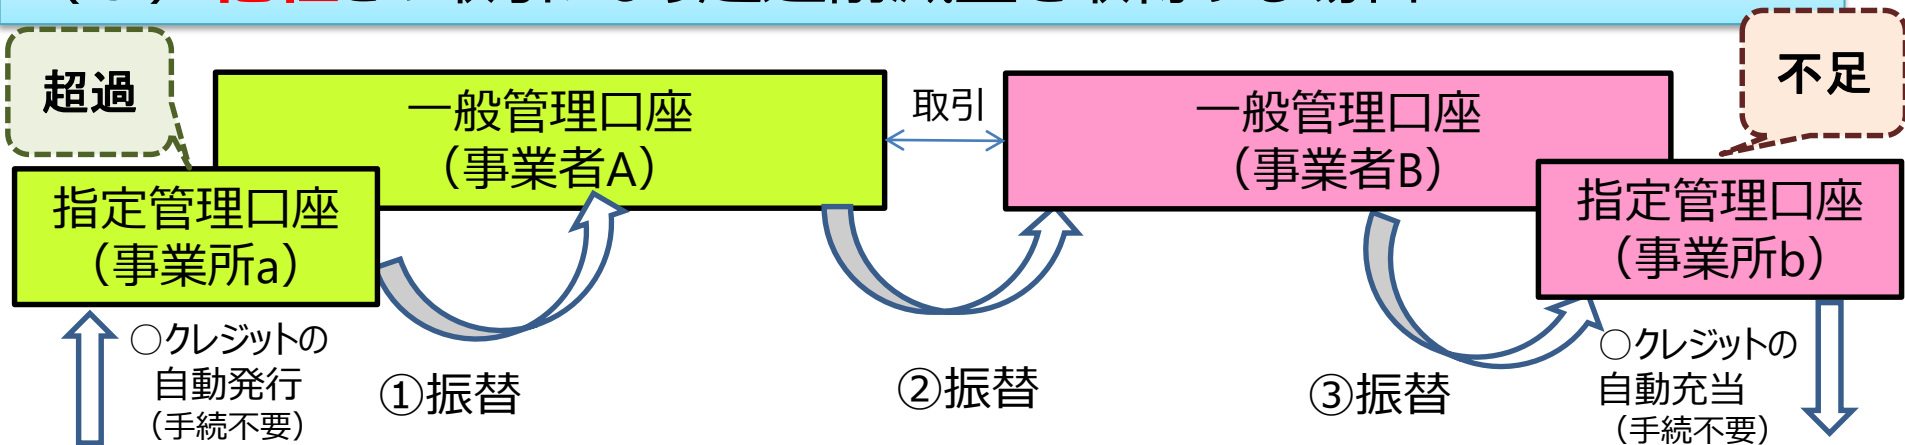 超過
不足
一般管理口座
（事業者A）
取引
一般管理口座
（事業者B）
指定管理口座
（事業所a）
指定管理口座
（事業所b）
○クレジットの
自動発行
（手続不要）
①振替
②振替
③振替
○クレジットの
自動充当
（手続不要）